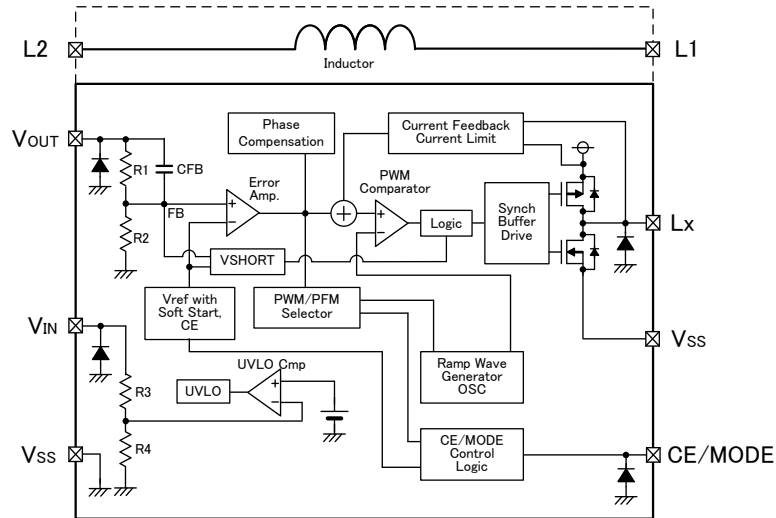 L2
L1
Inductor
VOUT
Phase
Compensation
Current Feedback
Current Limit
R1
CFB
Error
Amp.
PWM
Comparator
FB
R2
Logic
Synch
Buffer
Drive
Lx
VSHORT
Vref with
Soft Start,
CE
PWM/PFM
Selector
VIN
VSS
UVLO Cmp
Ramp Wave
Generator
OSC
R3
UVLO
R4
VSS
CE/MODE
Control
Logic
CE/MODE